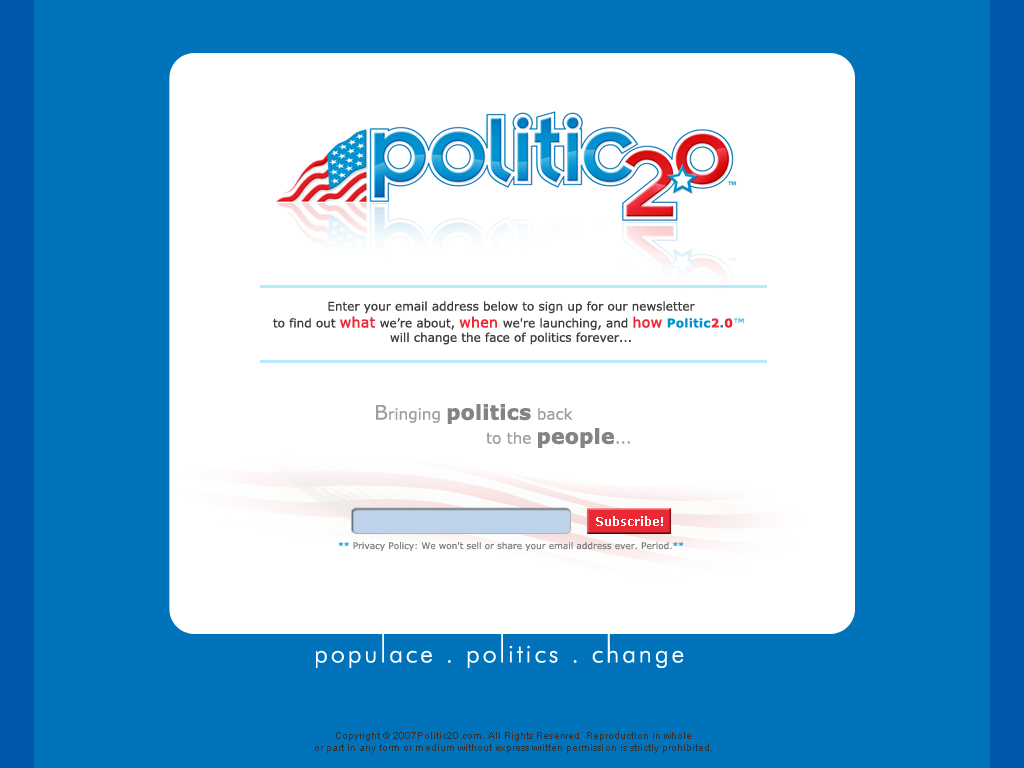 politic2.0™
Enter your email address below to sign up for our newsletter
to find out what we're about, when we're launching, and how Politic2.0™
will change the face of politics forever...
Bringing politics back
to the people...
Subscribe!
** Privacy Policy: We won't sell or share your email address ever. Period.**
populace . politics . change
Copyright © 2007 Politic20.com. All Rights Reserved. Reproduction in whole
or part in any form or medium without express written permission is strictly prohibited.